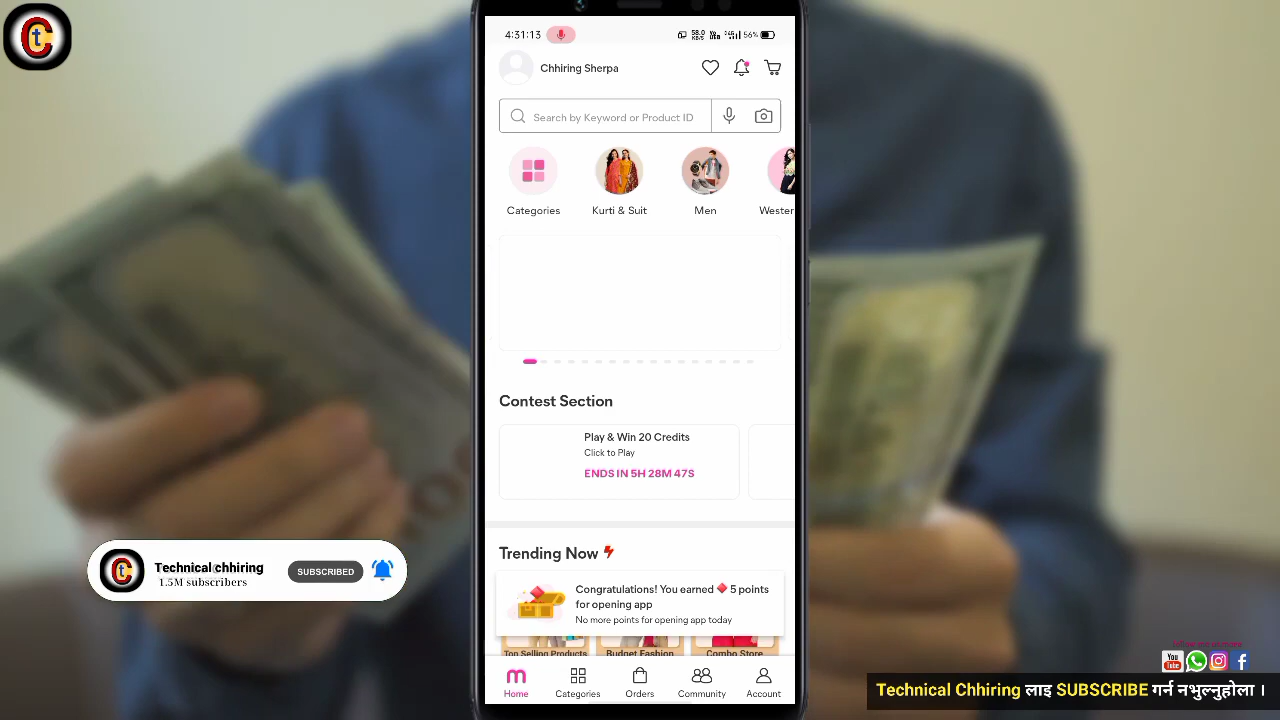 4:31:13
56%
Chhiring Sherpa
Search by Keyword or Product ID
Categories
Kurti & Suit
Men
Wester
Contest Section
Play & Win 20 Credits
Click to Play
ENDS IN 5H 28M 47S
Trending Now
Congratulations! You earned 5 points
for opening app
No more points for opening app today
Top Selling Products
Budget Fashion
Combo Store
Home
Categories
Orders
Community
Account
Technical chhiring
1.5M subscribers
SUBSCRIBED
You
Tube
Technical Chhiring लाइ SUBSCRIBE गर्न नभुल्नुहोला ।